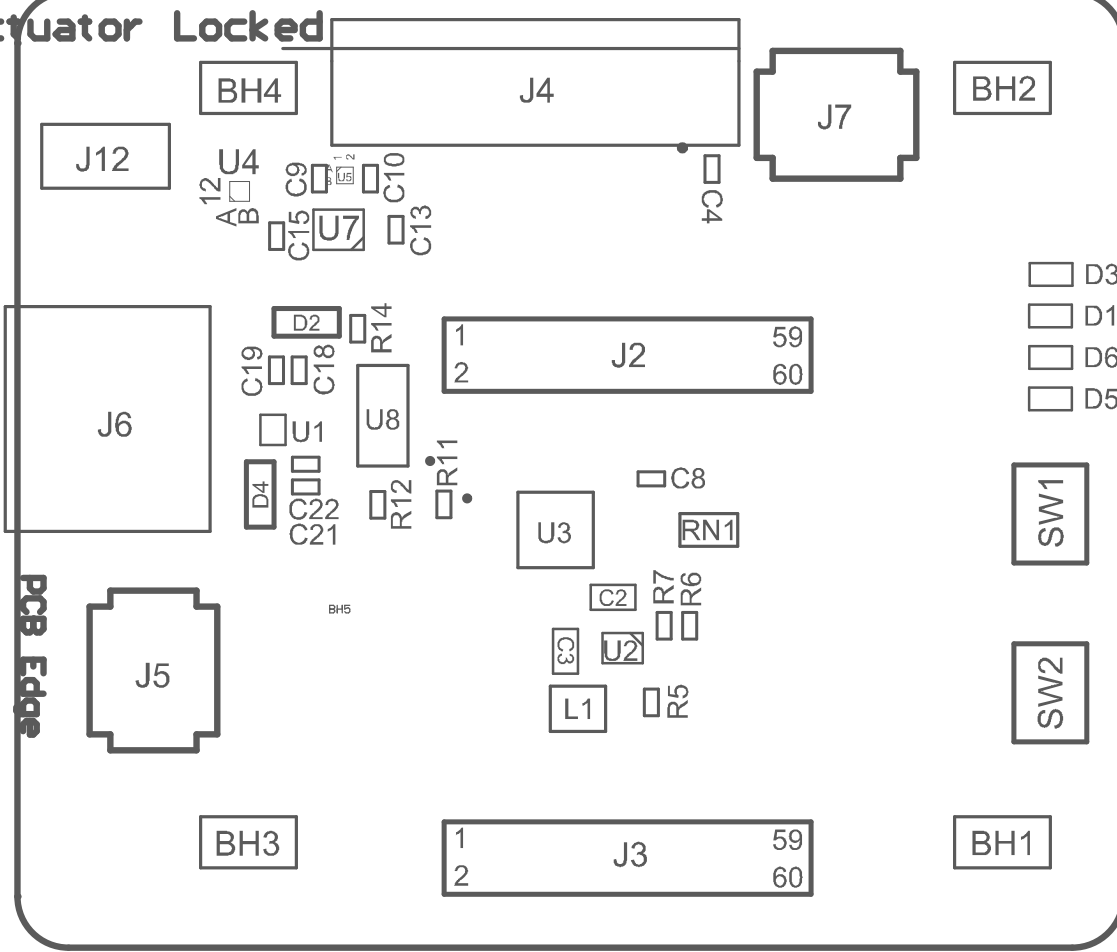 ctuator Locked
BH4
J4
J7
BH2
J12
U4
12
A
B
C9
1 2
A
B
U5
C10
C4
C15
U7
C13
D3
D2
R14
D1
1 59
J2
2 60
D6
C19
C18
D5
J6
U8
U1
R11
D4
C8
C22
C21
R12
SW1
U3
RN1
PCB Edge
BH5
C2
R7
R6
C3
U2
J5
SW2
L1
R5
BH3
1 59
J3
2 60
BH1